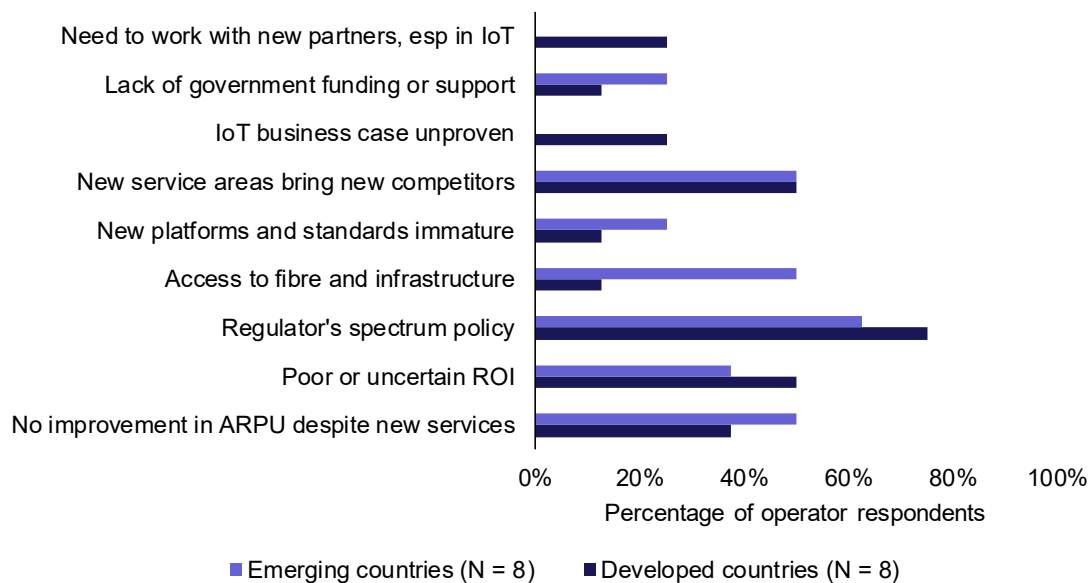 Need to work with new partners, esp in IoT
Lack of government funding or support
IoT business case unproven
New service areas bring new competitors
New platforms and standards immature
Access to fibre and infrastructure
Regulator's spectrum policy
Poor or uncertain ROI
No improvement in ARPU despite new services
0% 20% 40% 60% 80% 100%
Percentage of operator respondents
Emerging countries (N = 8) Developed countries (N = 8)